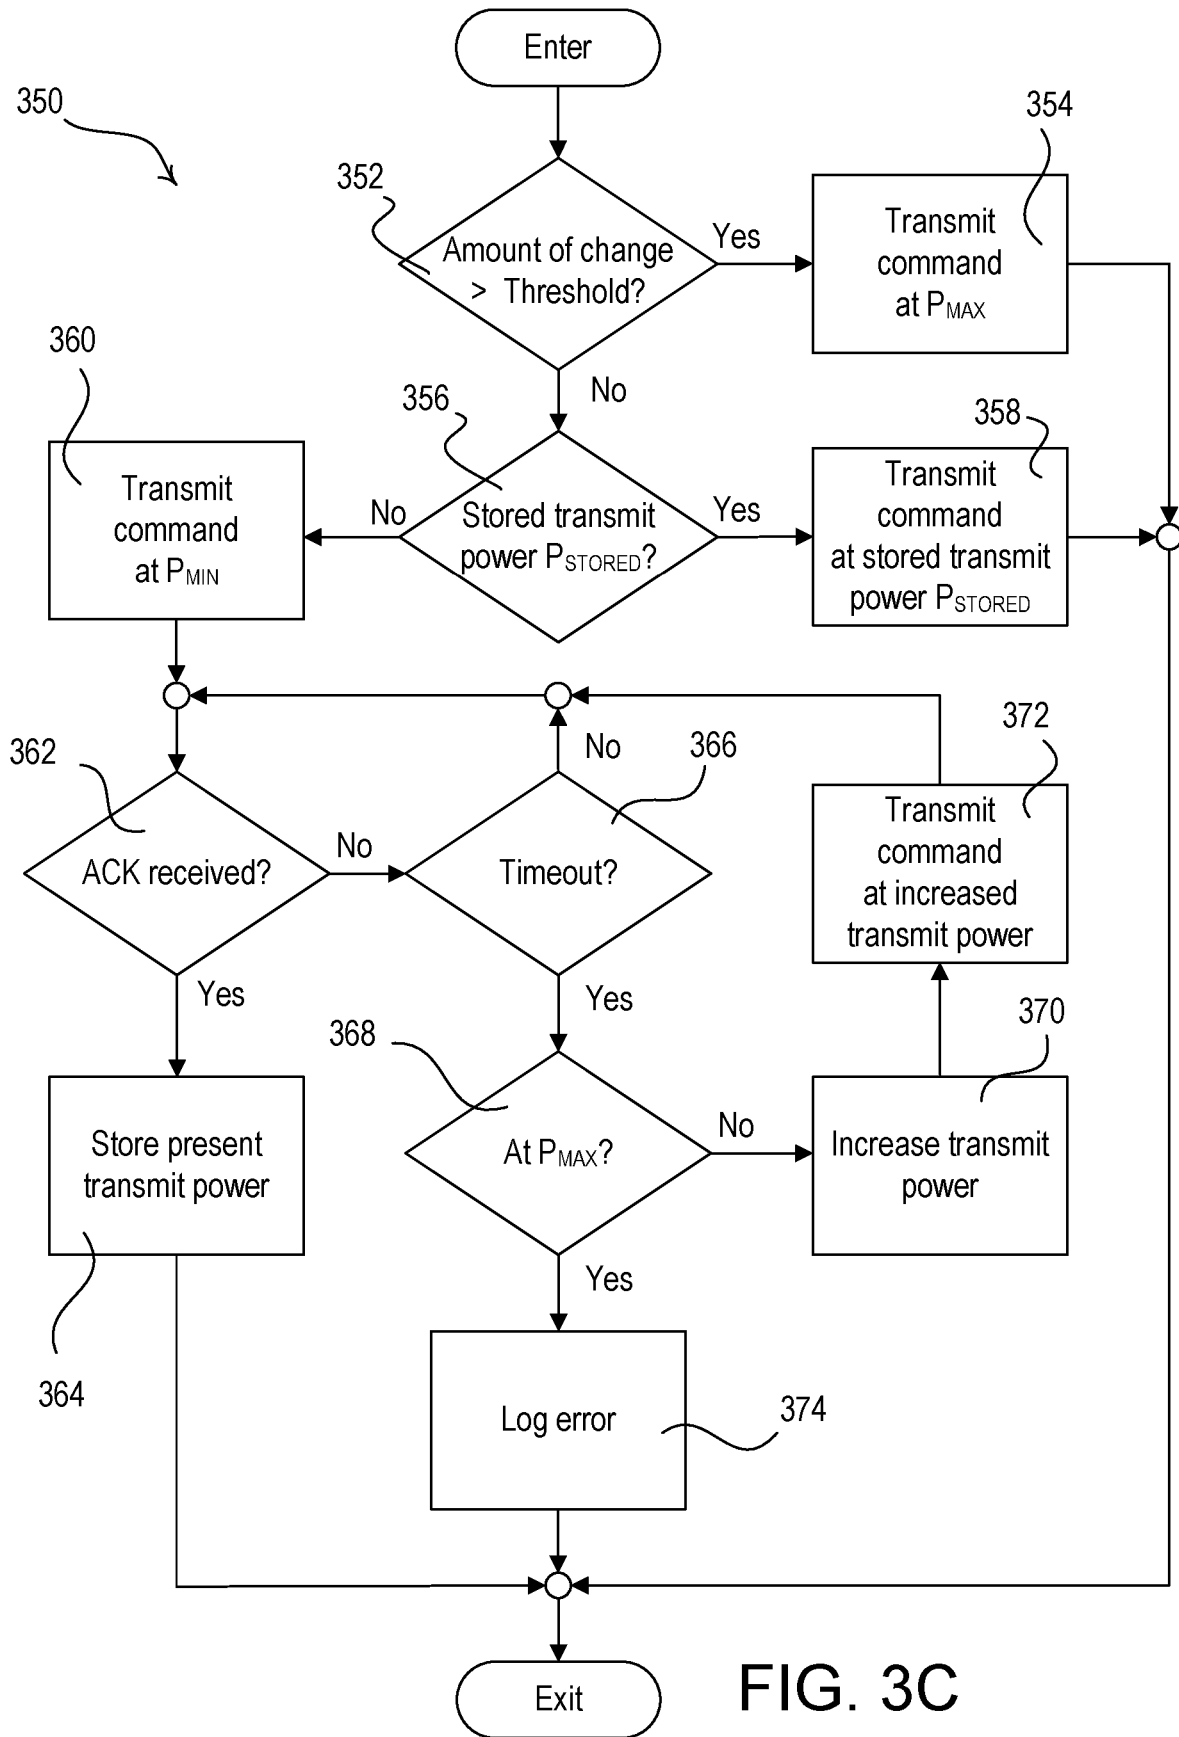 Enter
350
352
354
Amount of change
> Threshold?
Yes
Transmit
command
at PMAX
No
360
356
358
Transmit
command
at PMIN
No
Stored transmit
power PSTORED?
Yes
Transmit
command
at stored transmit
power PSTORED
362
No
366
372
ACK received?
No
Timeout?
Transmit
command
at increased
transmit power
Yes
Yes
368
370
Store present
transmit power
At PMAX?
No
Increase transmit
power
Yes
364
Log error
374
Exit
FIG. 3C